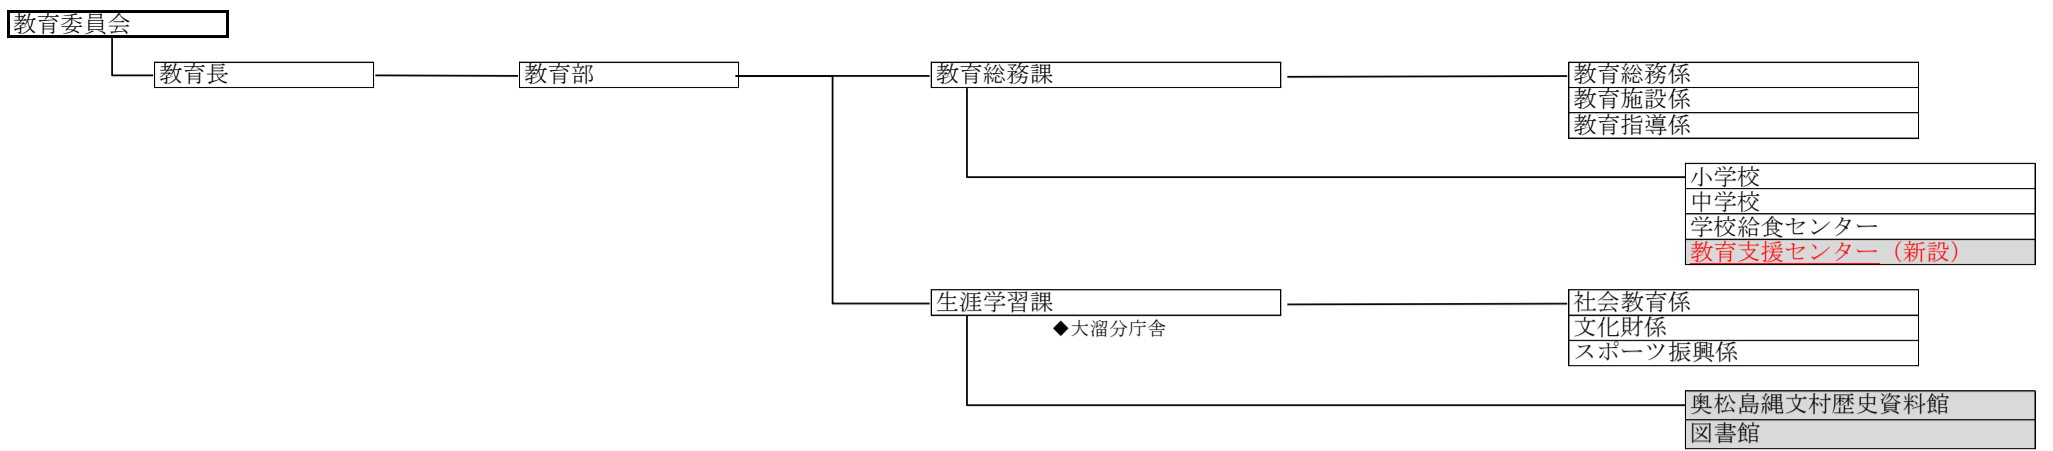 教育委員会
教育長
教育部
教育総務課
教育総務係
教育施設係
教育指導係
小学校
中学校
学校給食センター
教育支援センター（新設）
生涯学習課
◆大溜分庁舎
社会教育係
文化財係
スポーツ振興係
奥松島縄文村歴史資料館
図書館